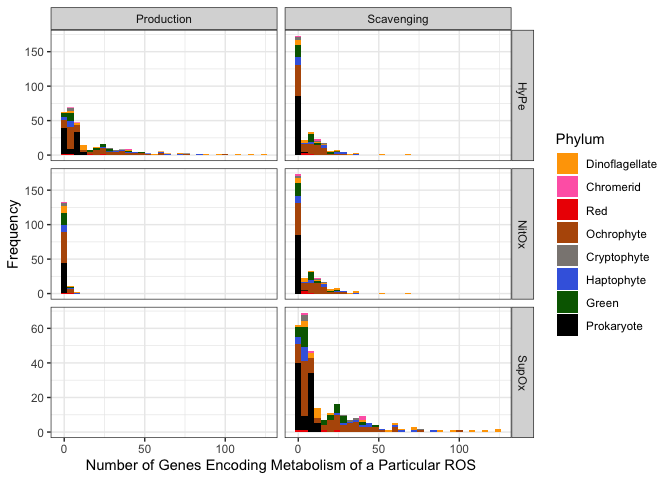 Production Scavenging
150
100
50
0
HyPe
150
100
50
0
NitOx
60
40
20
0
SupOx
0 50 100 0 50 100
Frequency
Number of Genes Encoding Metabolism of a Particular ROS
Phylum
Dinoflagellate
Chromerid
Red
Ochrophyte
Cryptophyte
Haptophyte
Green
Prokaryote